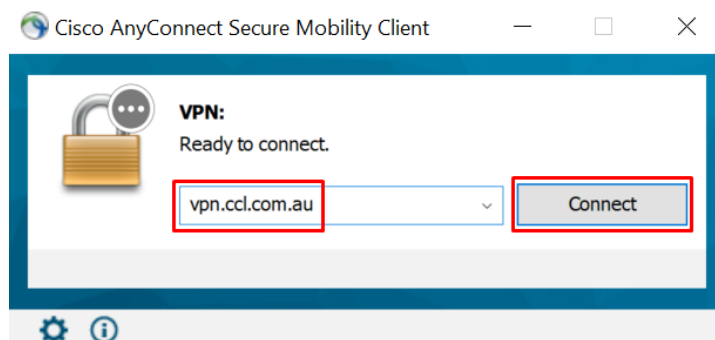 Cisco AnyConnect Secure Mobility Client
VPN:
Ready to connect.
vpn.ccl.com.au
Connect